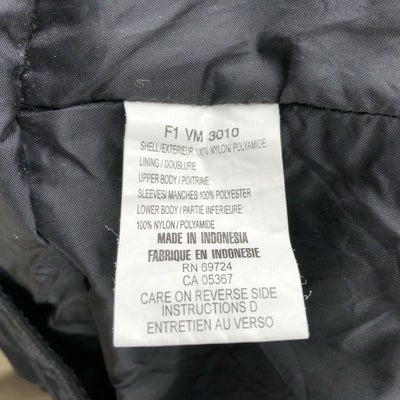 F1 VM 3010
SHELL/EXTERIEUR 100% NYLON/POLYAMIDE
LINING / DOUBLURE
UPPER BODY / POITRINE
SLEEVES/ MANCHES 100% POLYESTER
LOWER BODY / PARTIE INFERIEURE
100% NYLON / POLYAMIDE
MADE IN INDONESIA
FABRIQUE EN INDONESIE
RN 69724
CA 05367
CARE ON REVERSE SIDE
INSTRUCTIONS D
ENTRETIEN AU VERSO